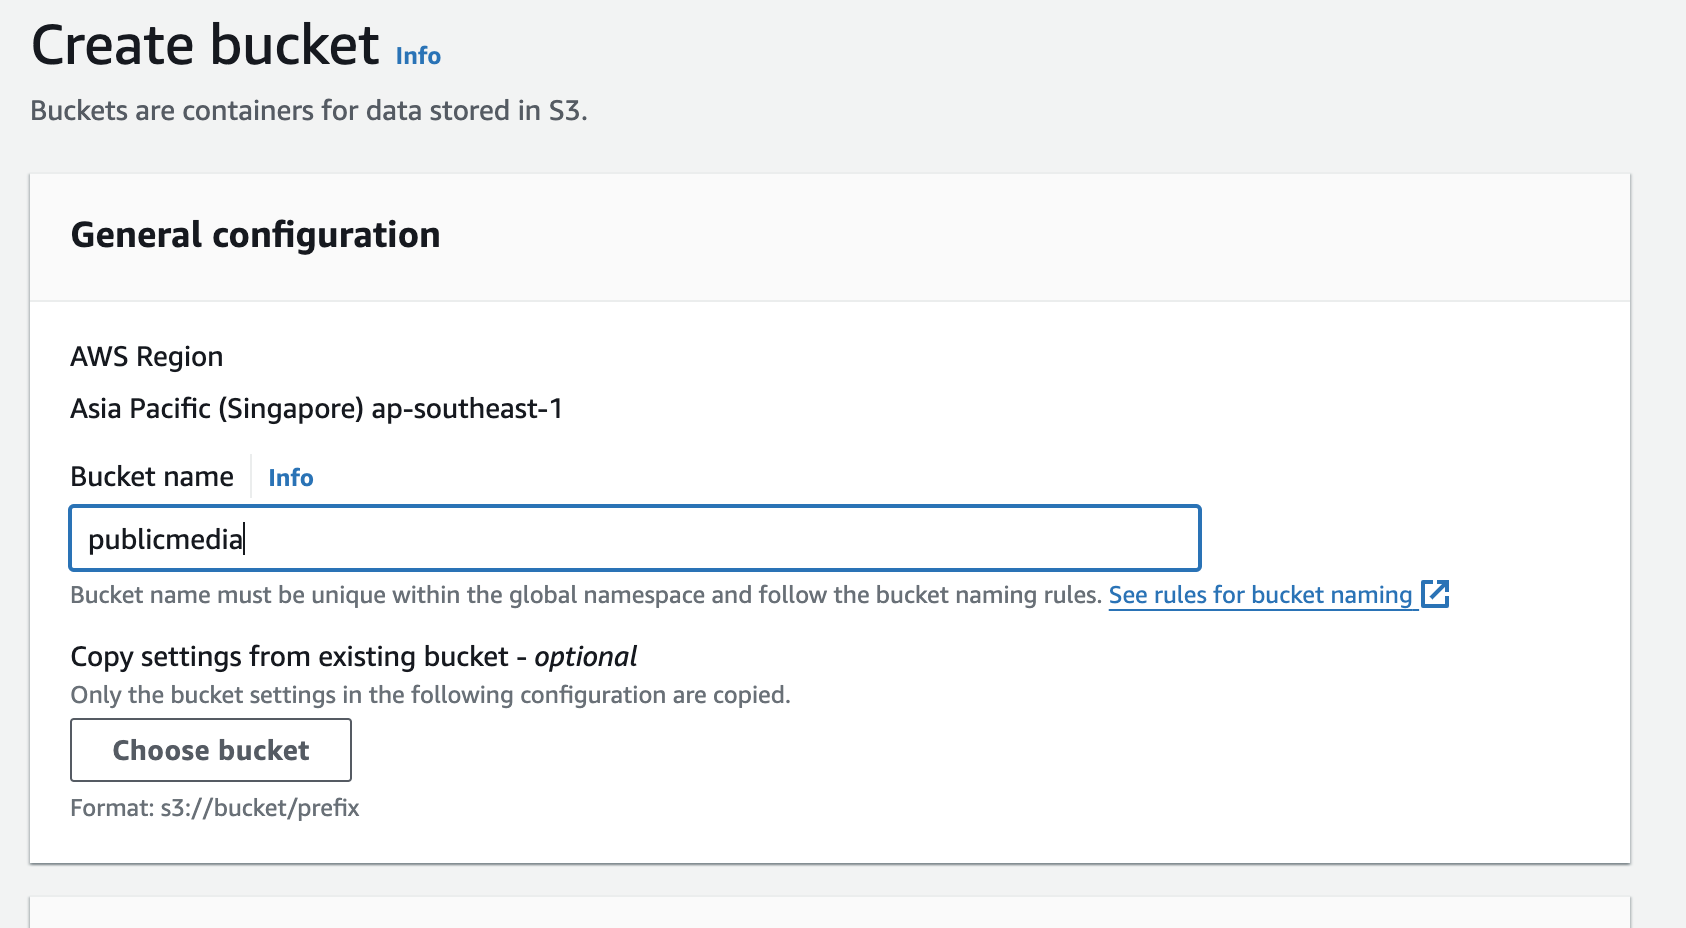 Create bucket Info
Buckets are containers for data stored in S3.
General configuration
AWS Region
Asia Pacific (Singapore) ap-southeast-1
Bucket name Info
publicmedia
Bucket name must be unique within the global namespace and follow the bucket naming rules. See rules for bucket naming
Copy settings from existing bucket - optional
Only the bucket settings in the following configuration are copied.
Choose bucket
Format: s3://bucket/prefix